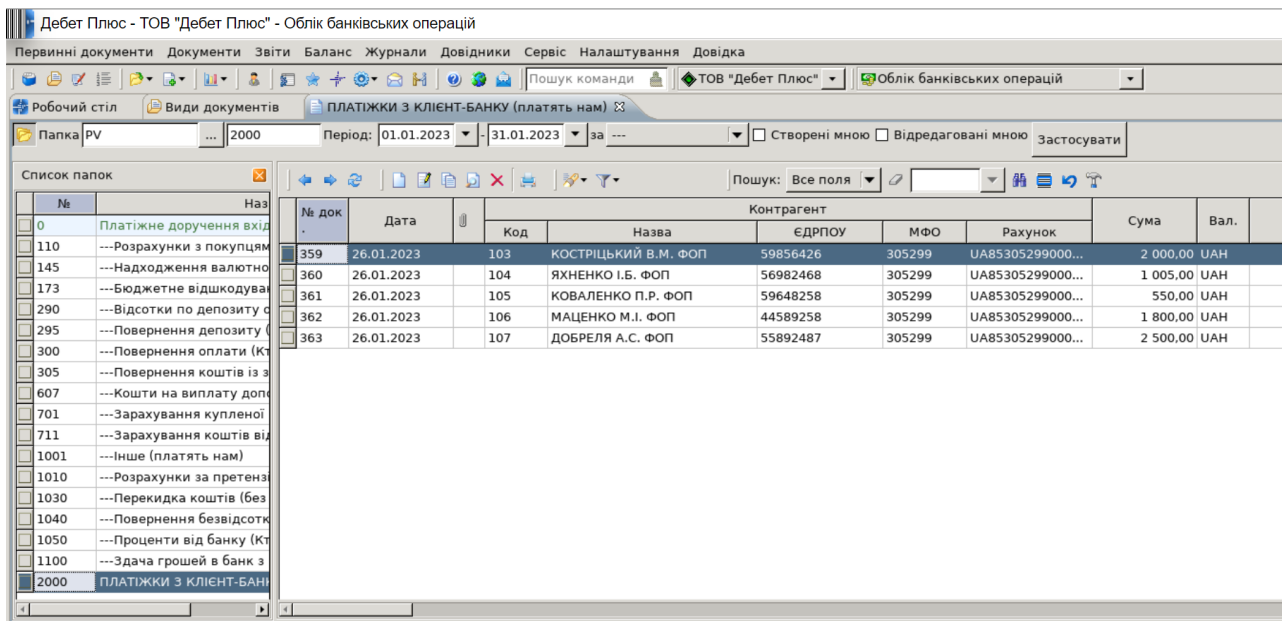 Дебет Плюс - ТОВ "Дебет Плюс" - Облік банківських операцій
Первинні документи Документи Звіти Баланс Журнали Довідники Сервіс Налаштування Довідка
Пошук команди ТОВ "Дебет Плюс" Облік банківських операцій
Робочий стіл Види документів ПЛАТІЖКИ З КЛІЄНТ-БАНКУ (платять нам)
Папка PV ... 2000 Період: 01.01.2023 - 31.01.2023 за --- Створені мною Відредаговані мною Застосувати
Список папок
Пошук: Все поля
№ Наз
0 Платіжне доручення вхід
110 ---Розрахунки з покупцям
145 ---Надходження валютно
173 ---Бюджетне відшкодува
290 ---Відсотки по депозиту
295 ---Повернення депозиту (
300 ---Повернення оплати (Кт
305 ---Повернення коштів із з
607 ---Кошти на виплату допо
701 ---Зарахування купленої
711 ---Зарахування коштів від
1001 ---Інше (платять нам)
1010 ---Розрахунки за претензі
1030 ---Перекидка коштів (без
1040 ---Повернення безвідсотк
1050 ---Проценти від банку (Кт
1100 ---Здача грошей в банк з
2000 ПЛАТІЖКИ З КЛІЄНТ-БАН
№ док. Дата Контрагент Сума Вал.
Код Назва ЄДРПОУ МФО Рахунок
359 26.01.2023 103 КОСТРІЦЬКИЙ В.М. ФОП 59856426 305299 UA85305299000... 2 000,00 UAH
360 26.01.2023 104 ЯХНЕНКО І.Б. ФОП 56982468 305299 UA85305299000... 1 005,00 UAH
361 26.01.2023 105 КОВАЛЕНКО П.Р. ФОП 59648258 305299 UA85305299000... 550,00 UAH
362 26.01.2023 106 МАЦЕНКО М.І. ФОП 44589258 305299 UA85305299000... 1 800,00 UAH
363 26.01.2023 107 ДОБРЕЛЯ А.С. ФОП 55892487 305299 UA85305299000... 2 500,00 UAH